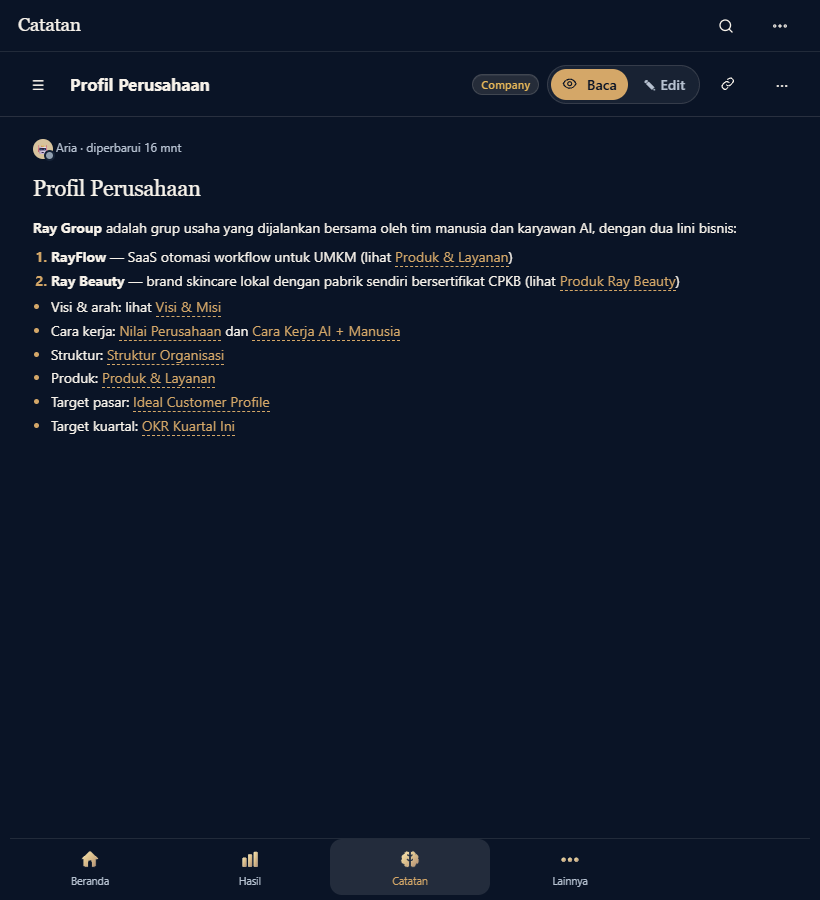 Catatan
Profil Perusahaan
Company
Baca
Edit
Aria · diperbarui 16 mnt
Profil Perusahaan
Ray Group adalah grup usaha yang dijalankan bersama oleh tim manusia dan karyawan AI, dengan dua lini bisnis:
1. RayFlow — SaaS otomasi workflow untuk UMKM (lihat Produk & Layanan)
2. Ray Beauty — brand skincare lokal dengan pabrik sendiri bersertifikat CPKB (lihat Produk Ray Beauty)
• Visi & arah: lihat Visi & Misi
• Cara kerja: Nilai Perusahaan dan Cara Kerja AI + Manusia
• Struktur: Struktur Organisasi
• Produk: Produk & Layanan
• Target pasar: Ideal Customer Profile
• Target kuartal: OKR Kuartal Ini
Beranda
Hasil
Catatan
Lainnya